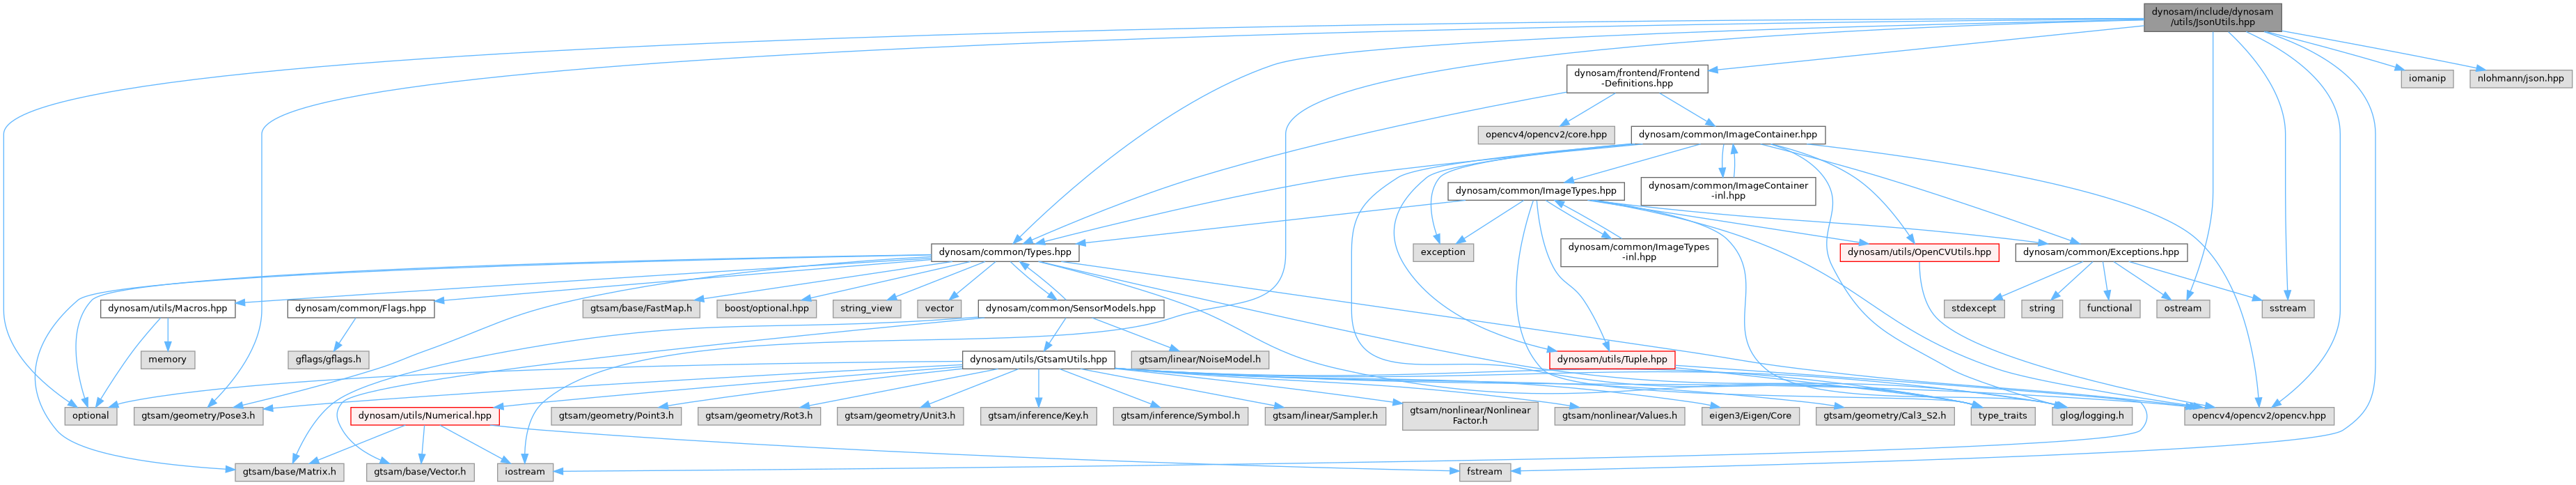 dynosam/include/dynosam
/utils/JsonUtils.hpp
dynosam/frontend/Frontend
-Definitions.hpp
iomanip
nlohmann/json.hpp
opencv4/opencv2/core.hpp
dynosam/common/ImageContainer.hpp
dynosam/common/ImageTypes.hpp
dynosam/common/ImageContainer
-inl.hpp
dynosam/common/Types.hpp
exception
dynosam/common/ImageTypes
-inl.hpp
dynosam/utils/OpenCVUtils.hpp
dynosam/common/Exceptions.hpp
dynosam/utils/Macros.hpp
dynosam/common/Flags.hpp
gtsam/base/FastMap.h
boost/optional.hpp
string_view
vector
dynosam/common/SensorModels.hpp
stdexcept
string
functional
ostream
sstream
memory
gflags/gflags.h
dynosam/utils/GtsamUtils.hpp
gtsam/linear/NoiseModel.h
dynosam/utils/Tuple.hpp
optional
gtsam/geometry/Pose3.h
dynosam/utils/Numerical.hpp
gtsam/geometry/Point3.h
gtsam/geometry/Rot3.h
gtsam/geometry/Unit3.h
gtsam/inference/Key.h
gtsam/inference/Symbol.h
gtsam/linear/Sampler.h
gtsam/nonlinear/Nonlinear
Factor.h
gtsam/nonlinear/Values.h
eigen3/Eigen/Core
gtsam/geometry/Cal3_S2.h
type_traits
glog/logging.h
opencv4/opencv2/opencv.hpp
gtsam/base/Matrix.h
gtsam/base/Vector.h
iostream
fstream